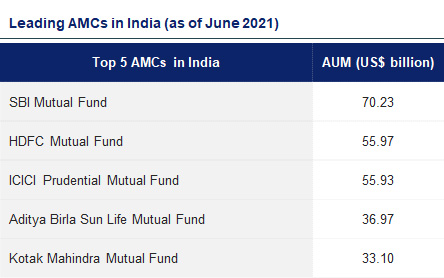 Leading AMCs in India (as of June 2021)
Top 5 AMCs in India AUM (US$ billion)
SBI Mutual Fund 70.23
HDFC Mutual Fund 55.97
ICICI Prudential Mutual Fund 55.93
Aditya Birla Sun Life Mutual Fund 36.97
Kotak Mahindra Mutual Fund 33.10